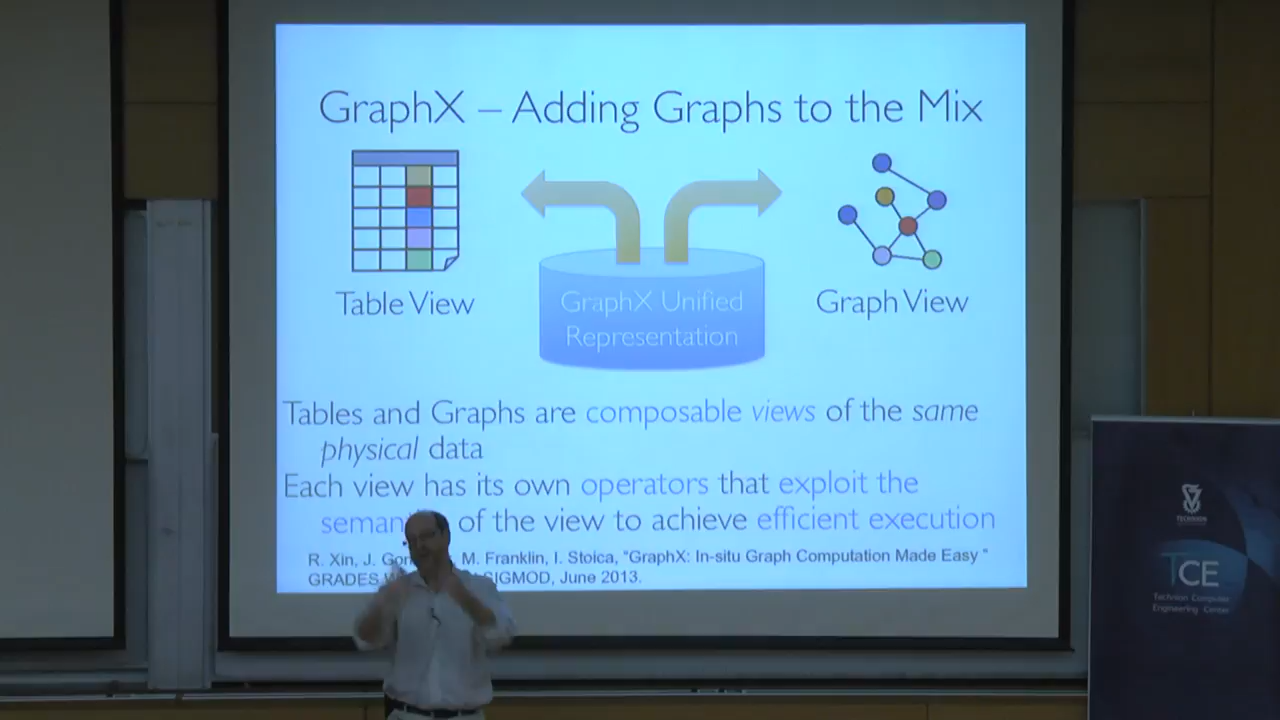 GraphX – Adding Graphs to the Mix
Table View
GraphX Unified
Representation
Graph View
Tables and Graphs are composable views of the same
physical data
Each view has its own operators that exploit the
of the view to achieve efficient execution
R. Xin, J. M. Franklin, I. Stoica, "GraphX: In-situ Graph Computation Made Easy "
GRADES SIGMOD, June 2013.
TECHNION
TCE
Technion Computer
Engineering Center